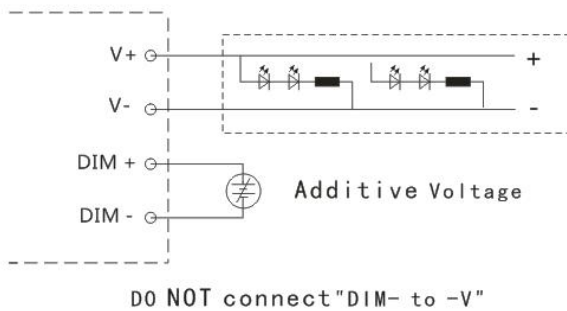 V+
+
V-
-
DIM +
Additive Voltage
DIM -
DO NOT connect"DIM- to -V"